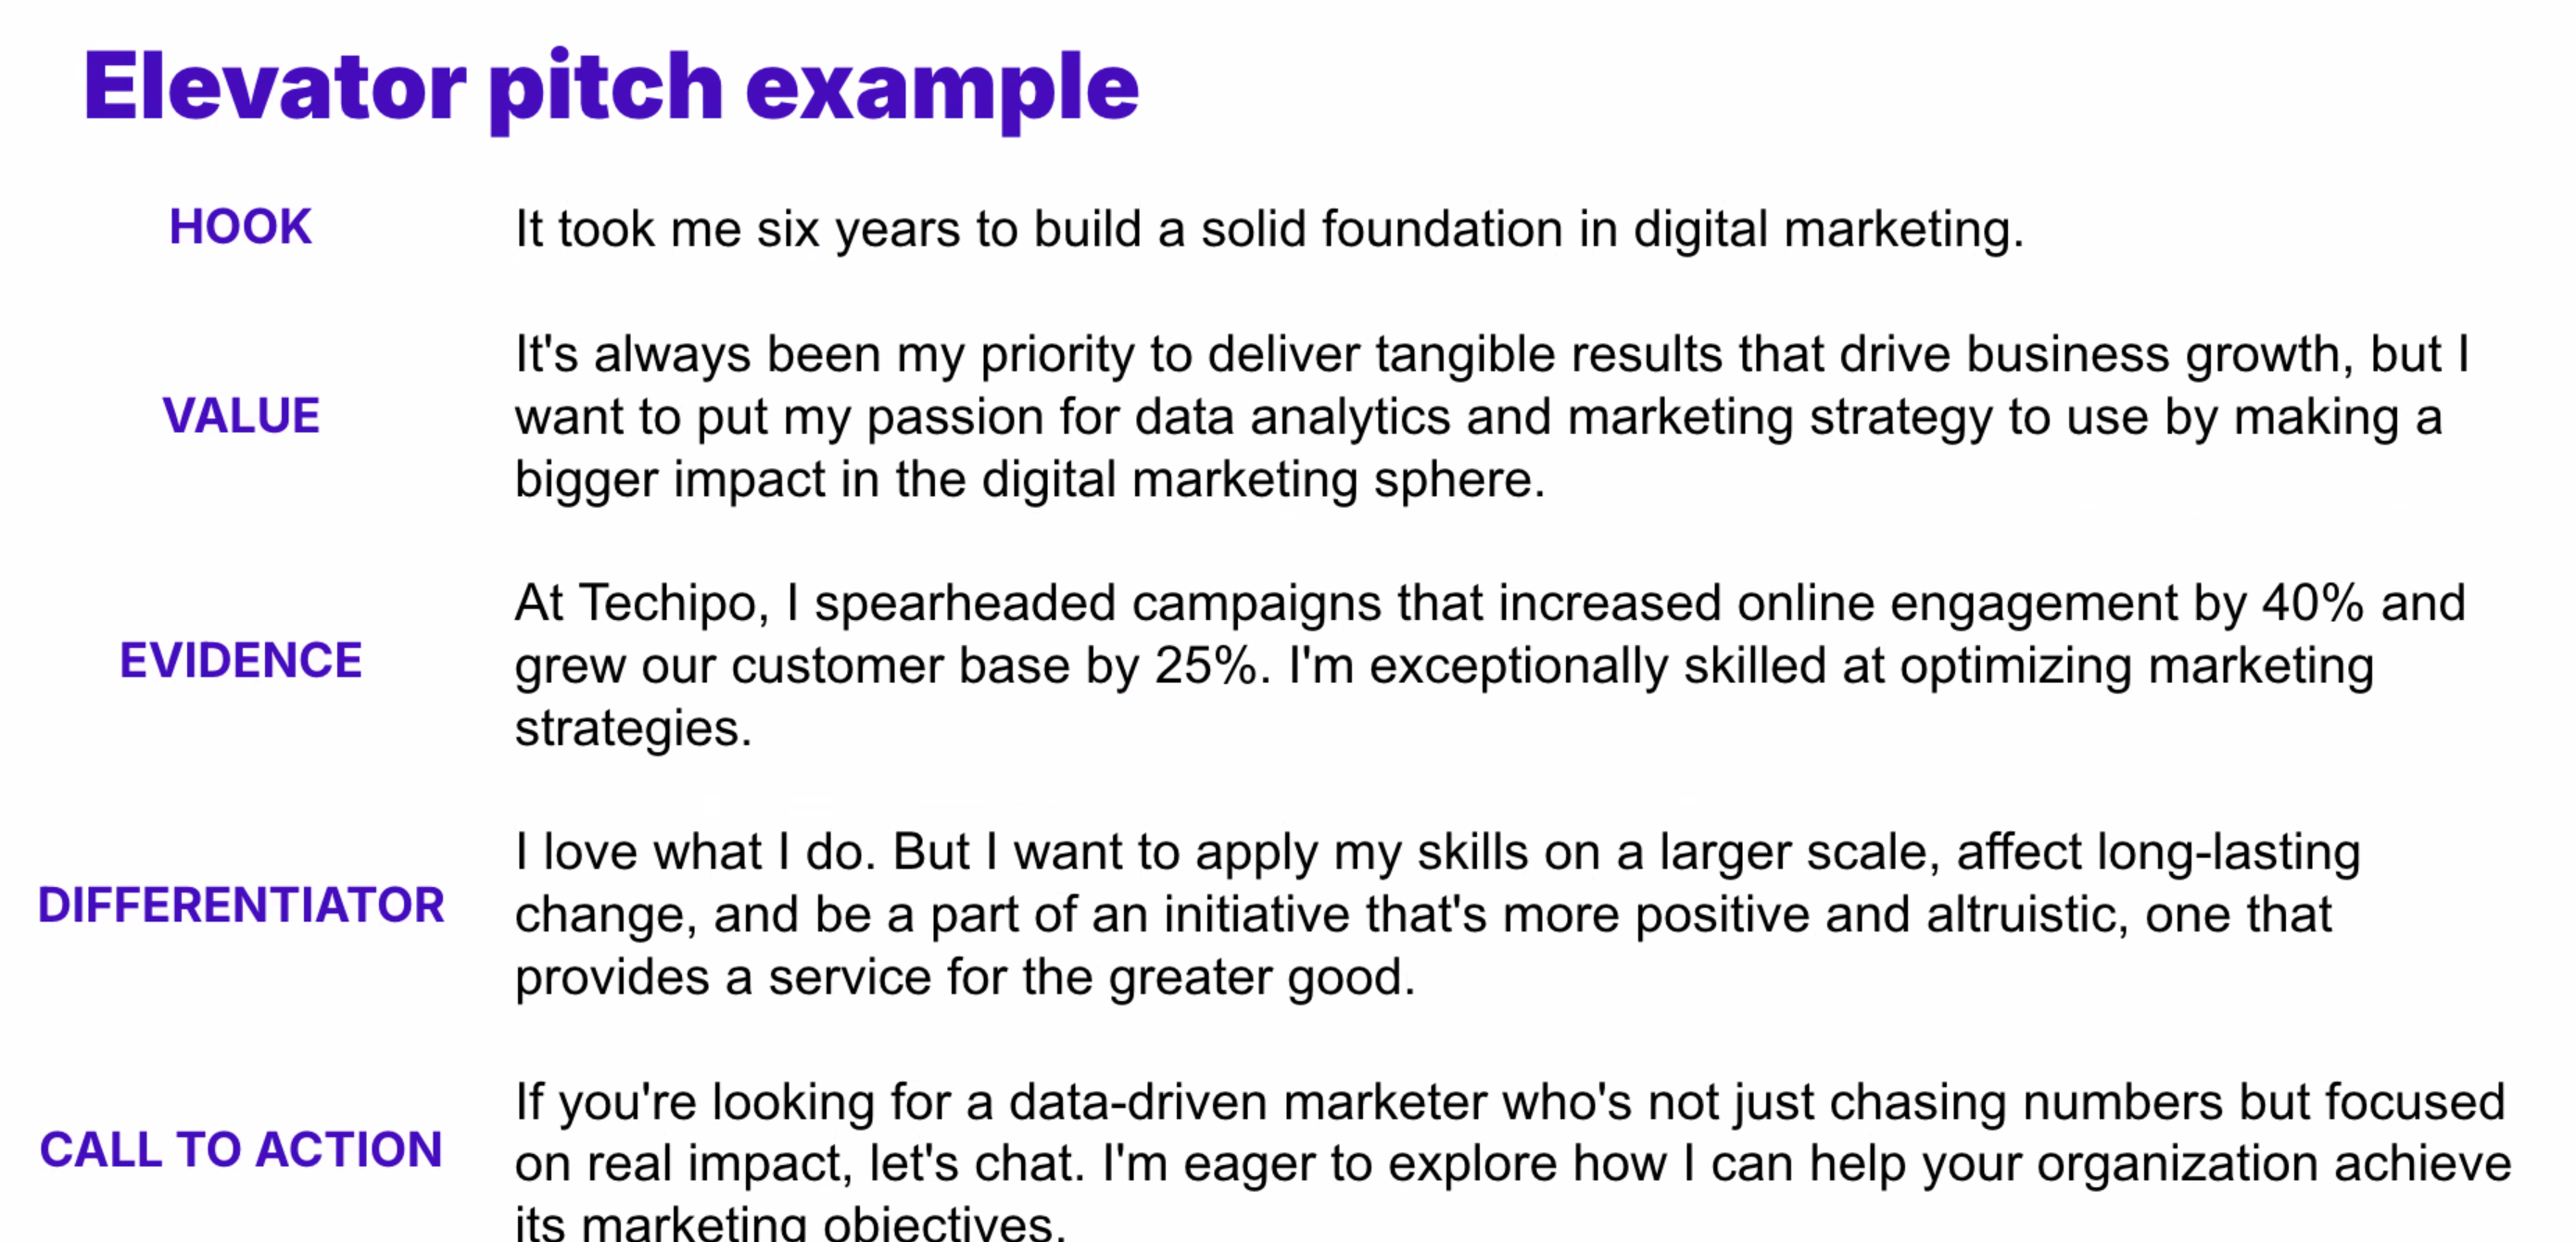 Elevator pitch example
HOOK
It took me six years to build a solid foundation in digital marketing.
VALUE
It's always been my priority to deliver tangible results that drive business growth, but I
want to put my passion for data analytics and marketing strategy to use by making a
bigger impact in the digital marketing sphere.
EVIDENCE
At Techipo, I spearheaded campaigns that increased online engagement by 40% and
grew our customer base by 25%. I'm exceptionally skilled at optimizing marketing
strategies.
DIFFERENTIATOR
I love what I do. But I want to apply my skills on a larger scale, affect long-lasting
change, and be a part of an initiative that's more positive and altruistic, one that
provides a service for the greater good.
CALL TO ACTION
If you're looking for a data-driven marketer who's not just chasing numbers but focused
on real impact, let's chat. I'm eager to explore how I can help your organization achieve
its marketing objectives.